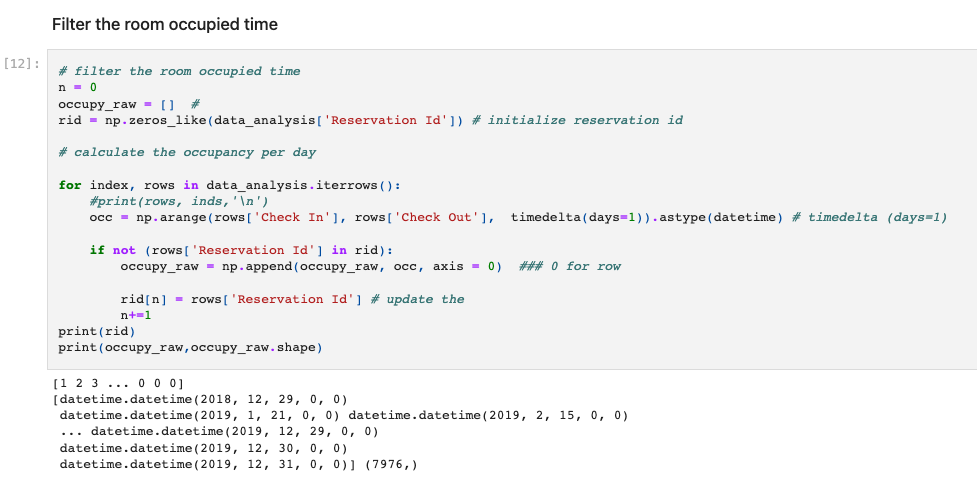 Filter the room occupied time
[12]:
# filter the room occupied time
n = 0
occupy_raw = []  #
rid = np.zeros_like(data_analysis['Reservation Id']) # initialize reservation id
# calculate the occupancy per day
for index, rows in data_analysis.iterrows():
    #print(rows, inds,'\n')
    occ = np.arange(rows['Check In'], rows['Check Out'],  timedelta(days=1)).astype(datetime) # timedelta (days=1)
    if not (rows['Reservation Id'] in rid):
        occupy_raw = np.append(occupy_raw, occ, axis = 0)  ### 0 for row
        rid[n] = rows['Reservation Id'] # update the
        n+=1
print(rid)
print(occupy_raw,occupy_raw.shape)
[1 2 3 ... 0 0 0]
[datetime.datetime(2018, 12, 29, 0, 0)
 datetime.datetime(2019, 1, 21, 0, 0) datetime.datetime(2019, 2, 15, 0, 0)
 ... datetime.datetime(2019, 12, 29, 0, 0)
 datetime.datetime(2019, 12, 30, 0, 0)
 datetime.datetime(2019, 12, 31, 0, 0)] (7976,)